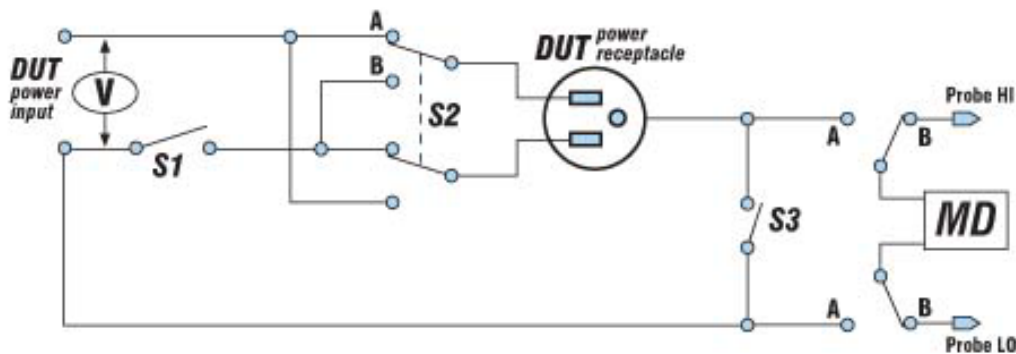 A
DUT power receptacle
DUT
power
input
V
B
S2
Probe HI
A
B
S1
S3
MD
A
B
Probe LO